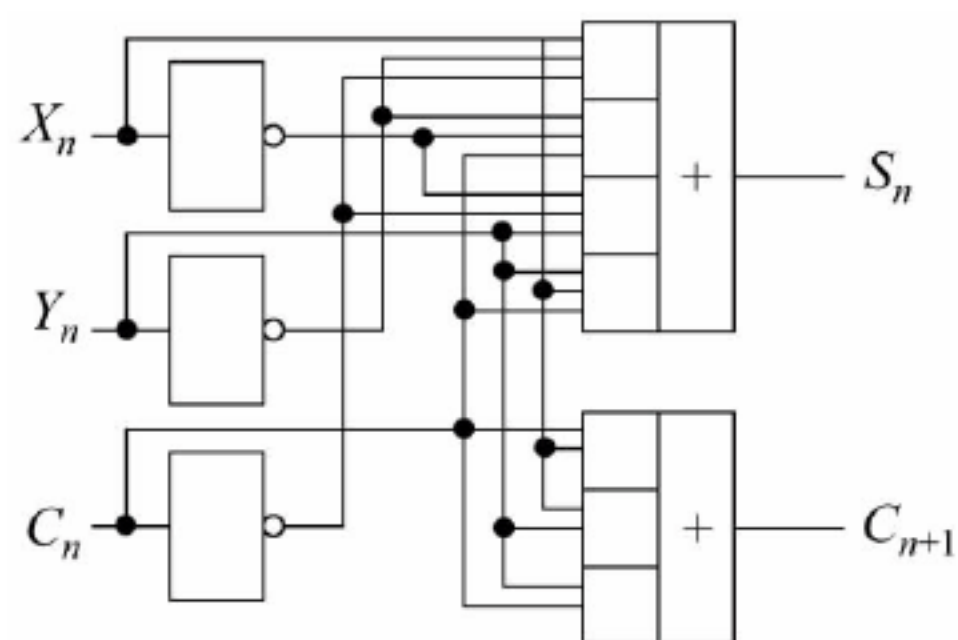 Xₙ
+
Sₙ
Yₙ
Cₙ
+
Cₙ₊₁